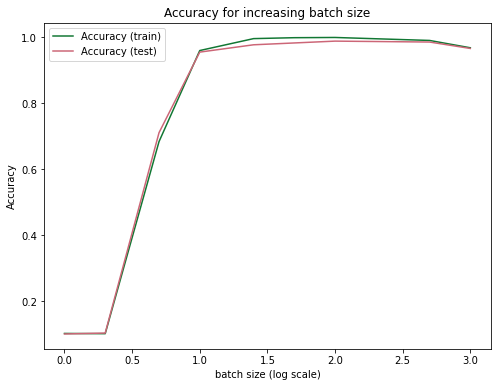 Accuracy for increasing batch size
Accuracy (train)
Accuracy (test)
Accuracy
1.0
0.8
0.6
0.4
0.2
0.0 0.5 1.0 1.5 2.0 2.5 3.0
batch size (log scale)